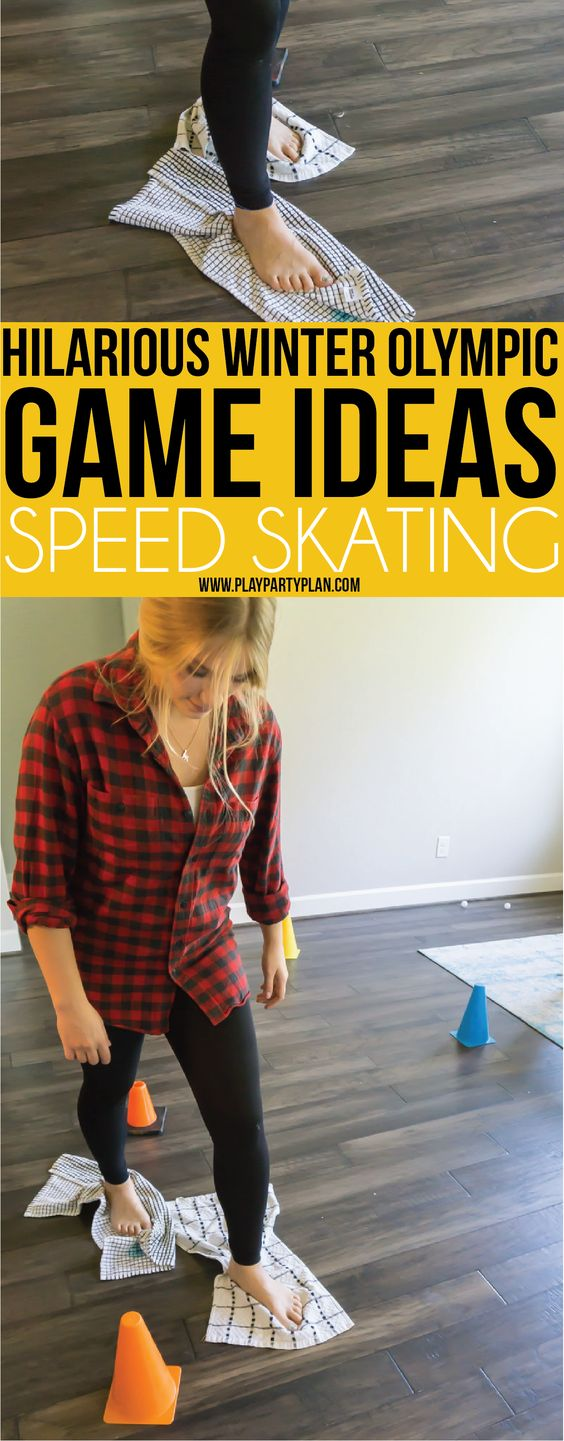 HILARIOUS WINTER OLYMPIC
GAME IDEAS
SPEED SKATING
WWW.PLAYPARTYPLAN.COM